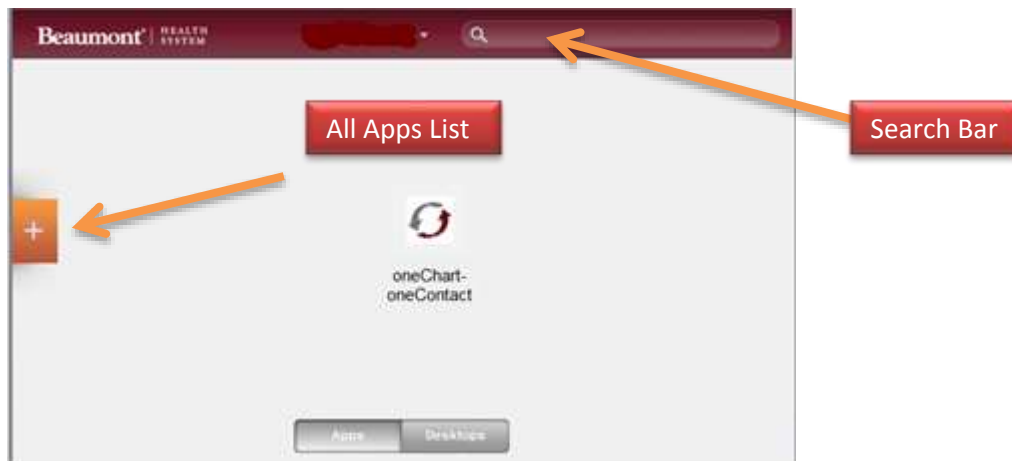 Beaumont | HEALTH
SYSTEM
All Apps List
Search Bar
+
oneChart-
oneContact
Apps
Desktops